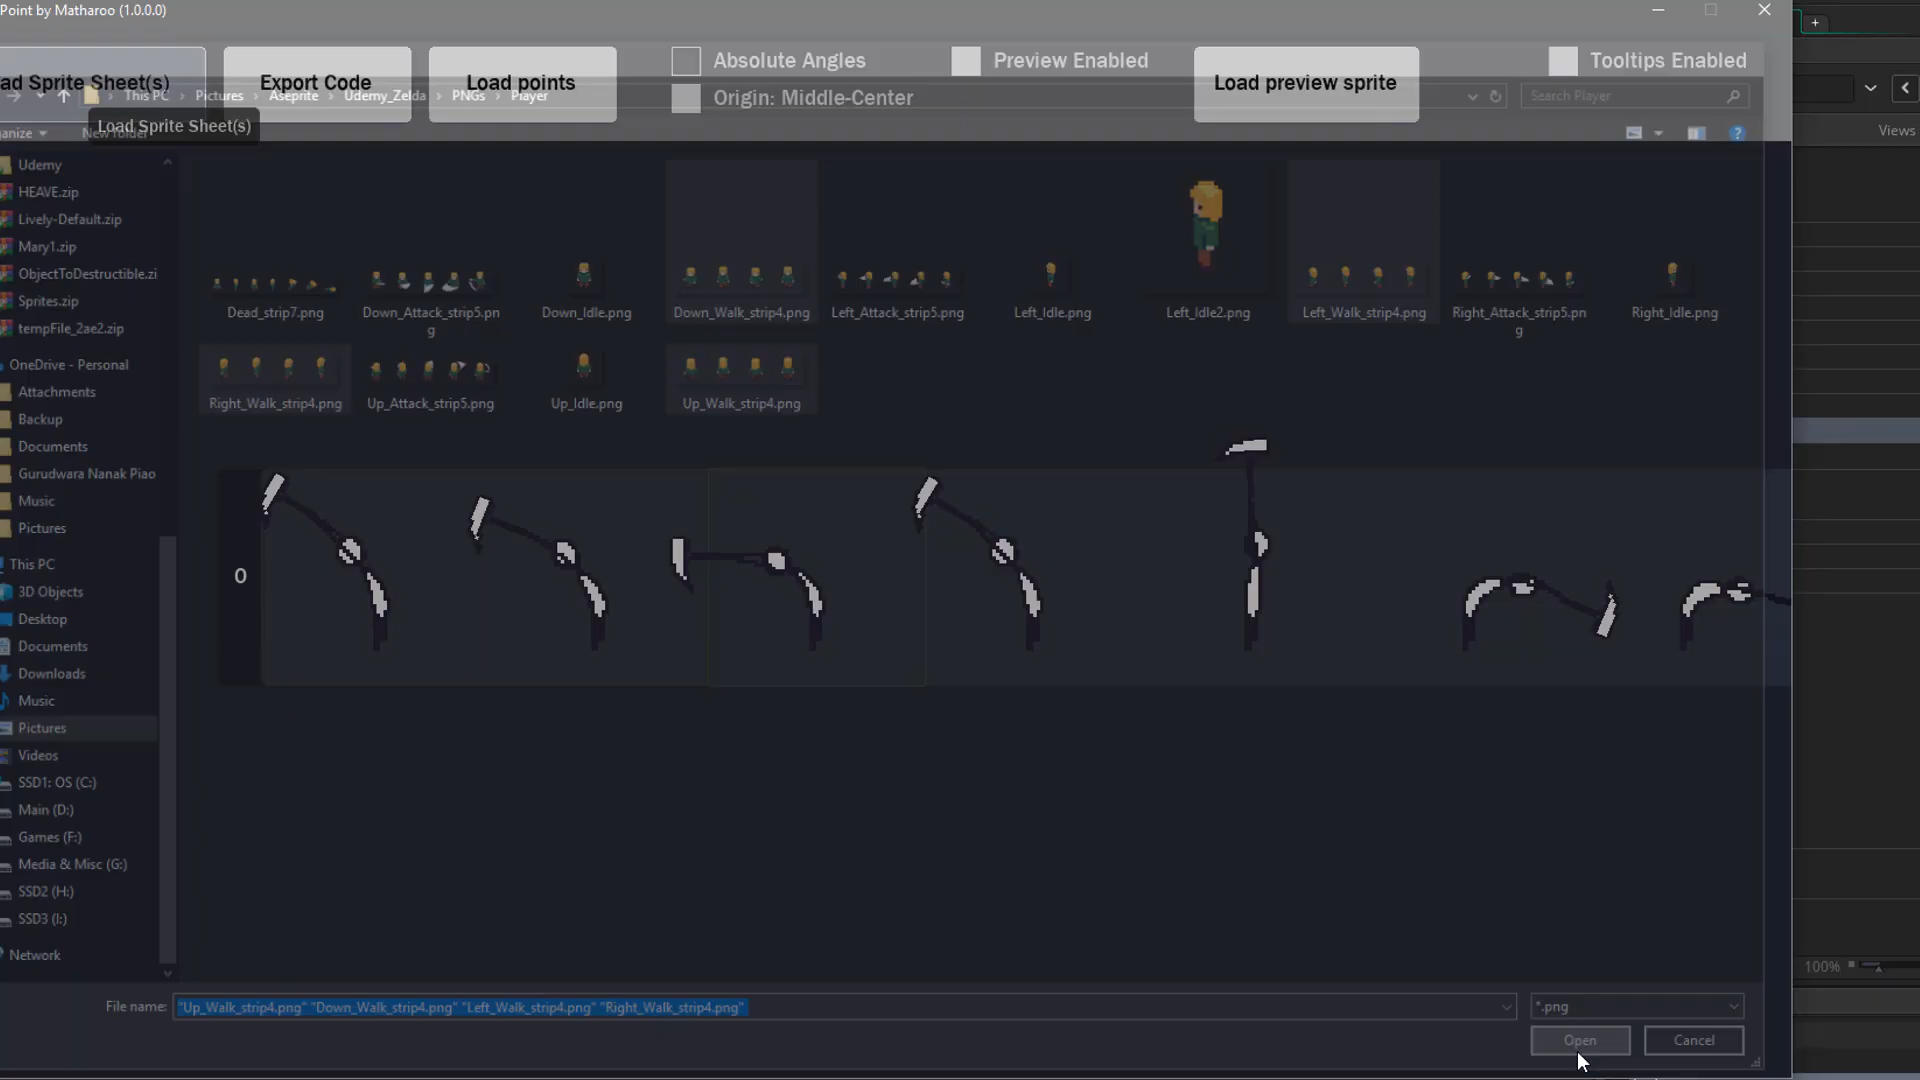 Point by Matharoo (1.0.0.0)
ad Sprite Sheet(s)
Export Code
Load points
Absolute Angles
Origin: Middle-Center
Preview Enabled
Load preview sprite
Tooltips Enabled
This PC > Pictures > Aseprite > Udemy_Zelda > PNGs > Player
Search Player
Load Sprite Sheet(s)
anize
New folder
Views
Udemy
HEAVE.zip
Lively-Default.zip
Mary1.zip
ObjectToDestructible.zi
Sprites.zip
tempFile_2ae2.zip
OneDrive - Personal
Attachments
Backup
Documents
Gurudwara Nanak Piao
Music
Pictures
This PC
3D Objects
Desktop
Documents
Downloads
Music
Pictures
Videos
SSD1: OS (C:)
Main (D:)
Games (F:)
Media & Misc (G:)
SSD2 (H:)
SSD3 (I:)
Network
Dead_strip7.png
Down_Attack_strip5.pn
g
Down_Idle.png
Down_Walk_strip4.png
Left_Attack_strip5.png
Left_Idle.png
Left_Idle2.png
Left_Walk_strip4.png
Right_Attack_strip5.pn
g
Right_Idle.png
Right_Walk_strip4.png
Up_Attack_strip5.png
Up_Idle.png
Up_Walk_strip4.png
0
100%
File name:
"Up_Walk_strip4.png" "Down_Walk_strip4.png" "Left_Walk_strip4.png" "Right_Walk_strip4.png"
*.png
Open
Cancel